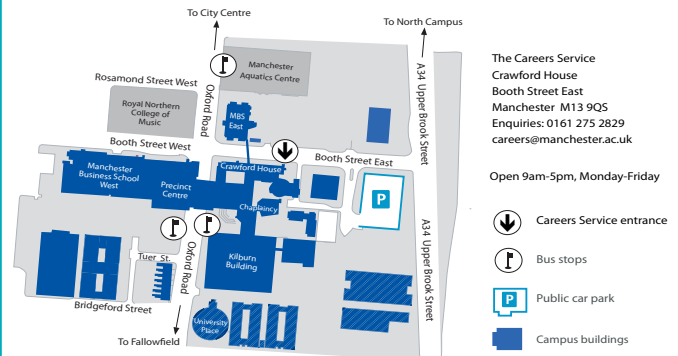 To City Centre
To North Campus
Manchester
Aquatics Centre
Rosamond Street West
Oxford Road
A34 Upper Brook Street
Royal Northern
College of
Music
MBS
East
Booth Street West
Booth Street East
Crawford House
Manchester
Business School
West
Precinct
Centre
Chaplaincy
P
Kilburn
Building
Tuer St.
Oxford Road
A34 Upper Brook Street
Bridgeford Street
University
Place
To Fallowfield
The Careers Service
Crawford House
Booth Street East
Manchester M13 9QS
Enquiries: 0161 275 2829
careers@manchester.ac.uk
Open 9am-5pm, Monday-Friday
Careers Service entrance
Bus stops
P
Public car park
Campus buildings